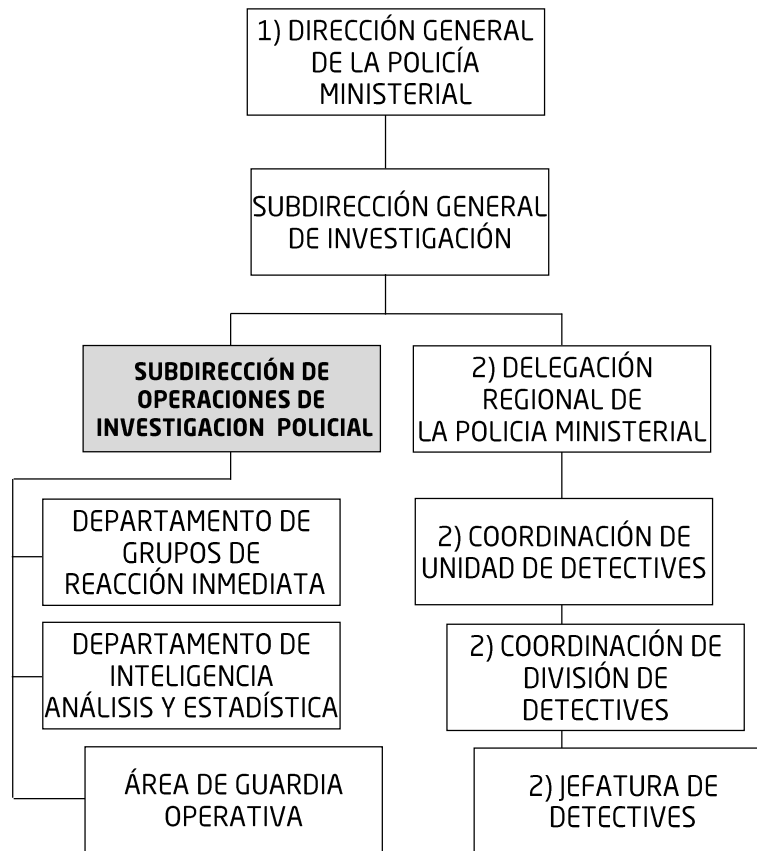 1) DIRECCIÓN GENERAL
DE LA POLICÍA
MINISTERIAL
SUBDIRECCIÓN GENERAL
DE INVESTIGACIÓN
SUBDIRECCIÓN DE
OPERACIONES DE
INVESTIGACION POLICIAL
2) DELEGACIÓN
REGIONAL DE
LA POLICIA MINISTERIAL
DEPARTAMENTO DE
GRUPOS DE
REACCIÓN INMEDIATA
2) COORDINACIÓN DE
UNIDAD DE DETECTIVES
DEPARTAMENTO DE
INTELIGENCIA
ANÁLISIS Y ESTADÍSTICA
2) COORDINACIÓN DE
DIVISIÓN DE
DETECTIVES
ÁREA DE GUARDIA
OPERATIVA
2) JEFATURA DE
DETECTIVES